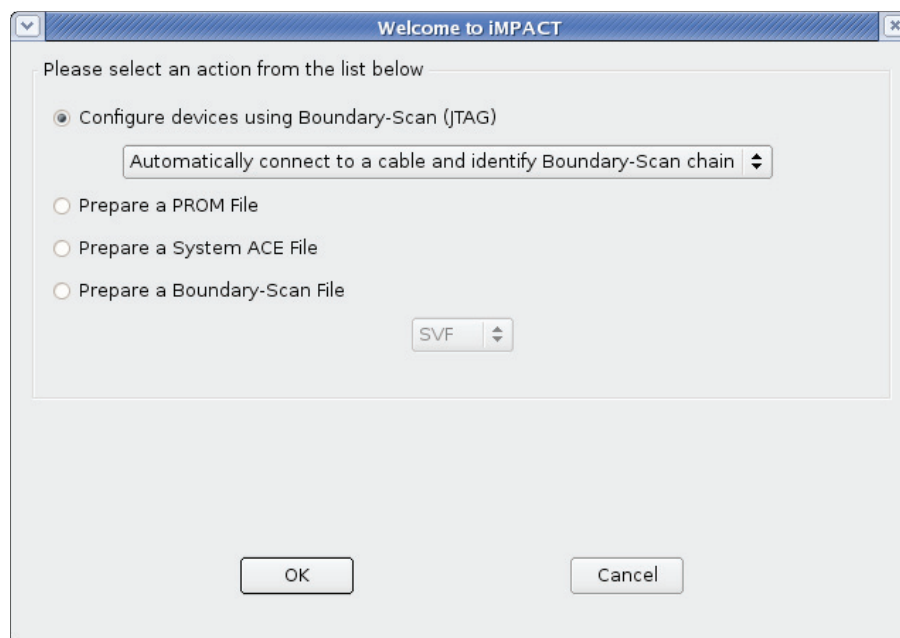 Welcome to iMPACT
Please select an action from the list below
Configure devices using Boundary-Scan (JTAG)
Automatically connect to a cable and identify Boundary-Scan chain
Prepare a PROM File
Prepare a System ACE File
Prepare a Boundary-Scan File
SVF
OK
Cancel